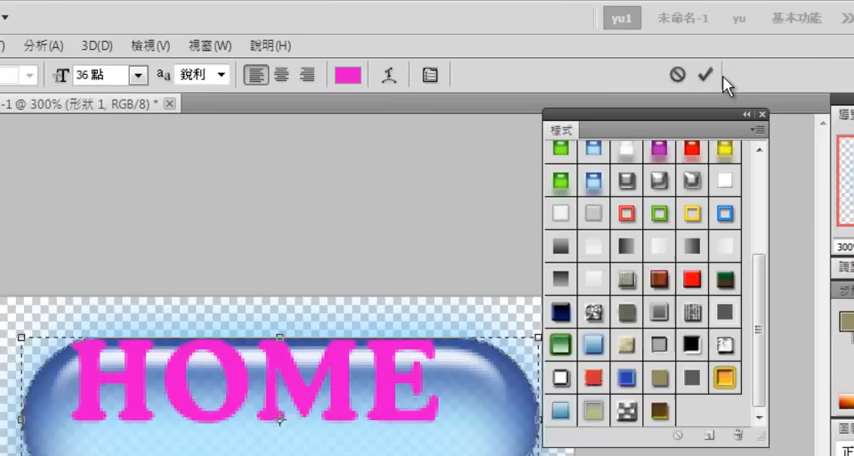 yu1 未命名-1 yu 基本功能
分析(A) 3D(D) 檢視(V) 視窗(W) 說明(H)
36 點 銳利
-1 @ 300% (形狀 1, RGB/8) *
樣式
300%
HOME
正